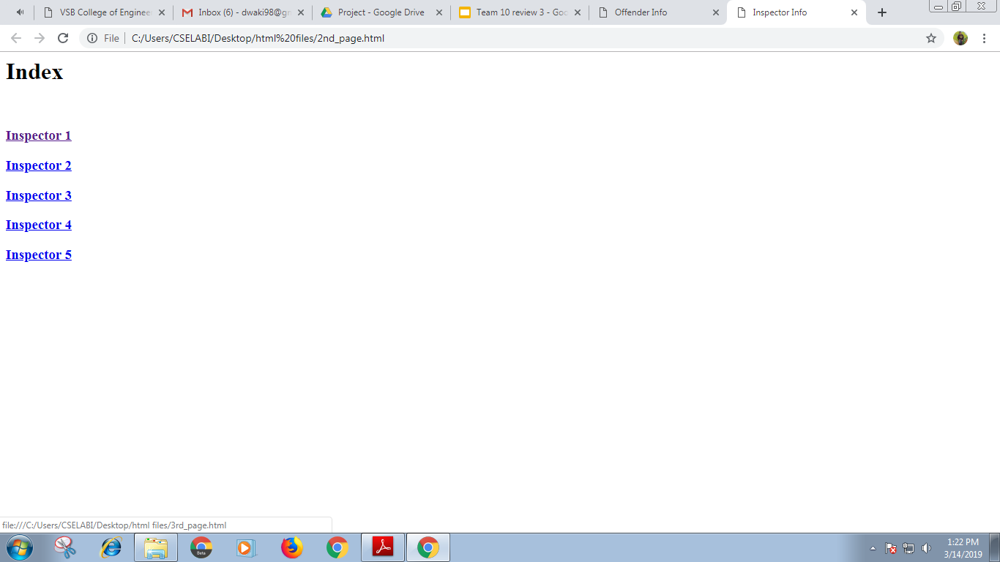 VSB College of Enginee
Inbox (6) - dwaki98@gn
Project - Google Drive
Team 10 review 3 - Goo
Offender Info
Inspector Info
File
C:/Users/CSELABI/Desktop/html%20files/2nd_page.html
Index
Inspector 1
Inspector 2
Inspector 3
Inspector 4
Inspector 5
file:///C:/Users/CSELABI/Desktop/html files/3rd_page.html
Beta
1:22 PM
3/14/2019